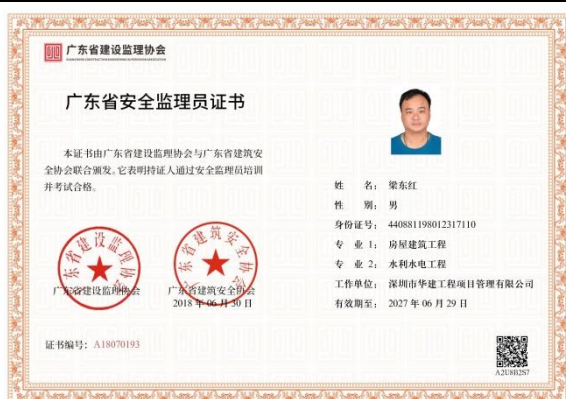 广东省建设监理协会
广东省安全监理员证书
本证书由广东省建设监理协会与广东省建筑安
全协会联合颁发。它表明持证人通过安全监理员培训
并考试合格。
广东省建设监理协会
广东省建筑安全协会
2018 年 06 月 30 日
证书编号： A18070193
姓 名： 梁东红
性 别： 男
身份证号： 440881198012317110
专 业 1： 房屋建筑工程
专 业 2： 水利水电工程
工作单位： 深圳市华建工程项目管理有限公司
有效期至： 2027 年 06 月 29 日
A2U8B2S7